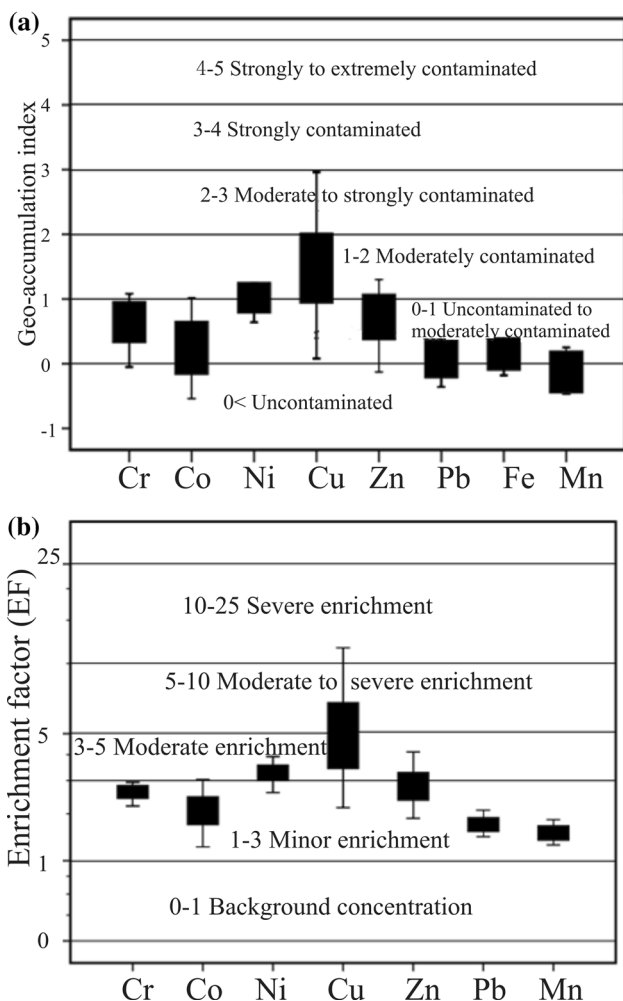 (a)
Geo-accumulation index
5
4-5 Strongly to extremely contaminated
4
3-4 Strongly contaminated
3
2-3 Moderate to strongly contaminated
2
1-2 Moderately contaminated
1
0-1 Uncontaminated to
moderately contaminated
0
0< Uncontaminated
-1
Cr Co Ni Cu Zn Pb Fe Mn
(b)
Enrichment factor (EF)
25
10-25 Severe enrichment
5-10 Moderate to severe enrichment
5
3-5 Moderate enrichment
1-3 Minor enrichment
1
0-1 Background concentration
0
Cr Co Ni Cu Zn Pb Mn